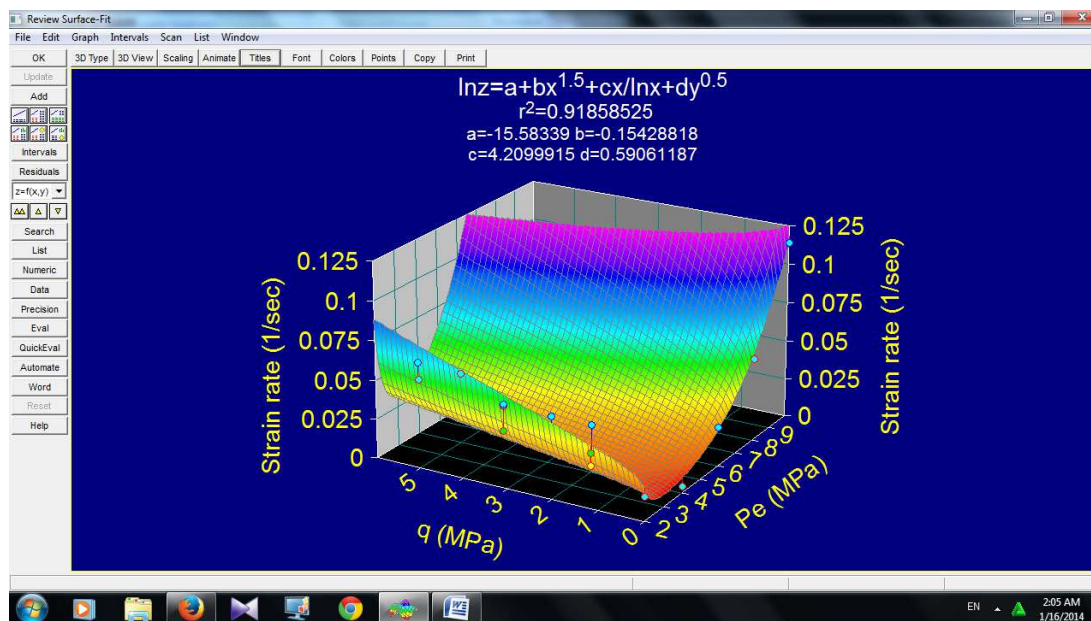 Review Surface-Fit
File Edit Graph Intervals Scan List Window
OK 3D Type 3D View Scaling Animate Titles Font Colors Points Copy Print
Update
Add
Intervals
Residuals
z=f(x,y)
Search
List
Numeric
Data
Precision
Eval
QuickEval
Automate
Word
Reset
Help
lnz=a+bx^1.5+cx/lnx+dy^0.5
r^2=0.91858525
a=-15.58339 b=-0.15428818
c=4.2099915 d=0.59061187
Strain rate (1/sec)
0.125
0.1
0.075
0.05
0.025
0
5 4 3 2 1 0
q (MPa)
2 3 4 5 6 7 8 9
Pe (MPa)
0.125
0.1
0.075
0.05
0.025
0
Strain rate (1/sec)
EN 2:05 AM
1/16/2014